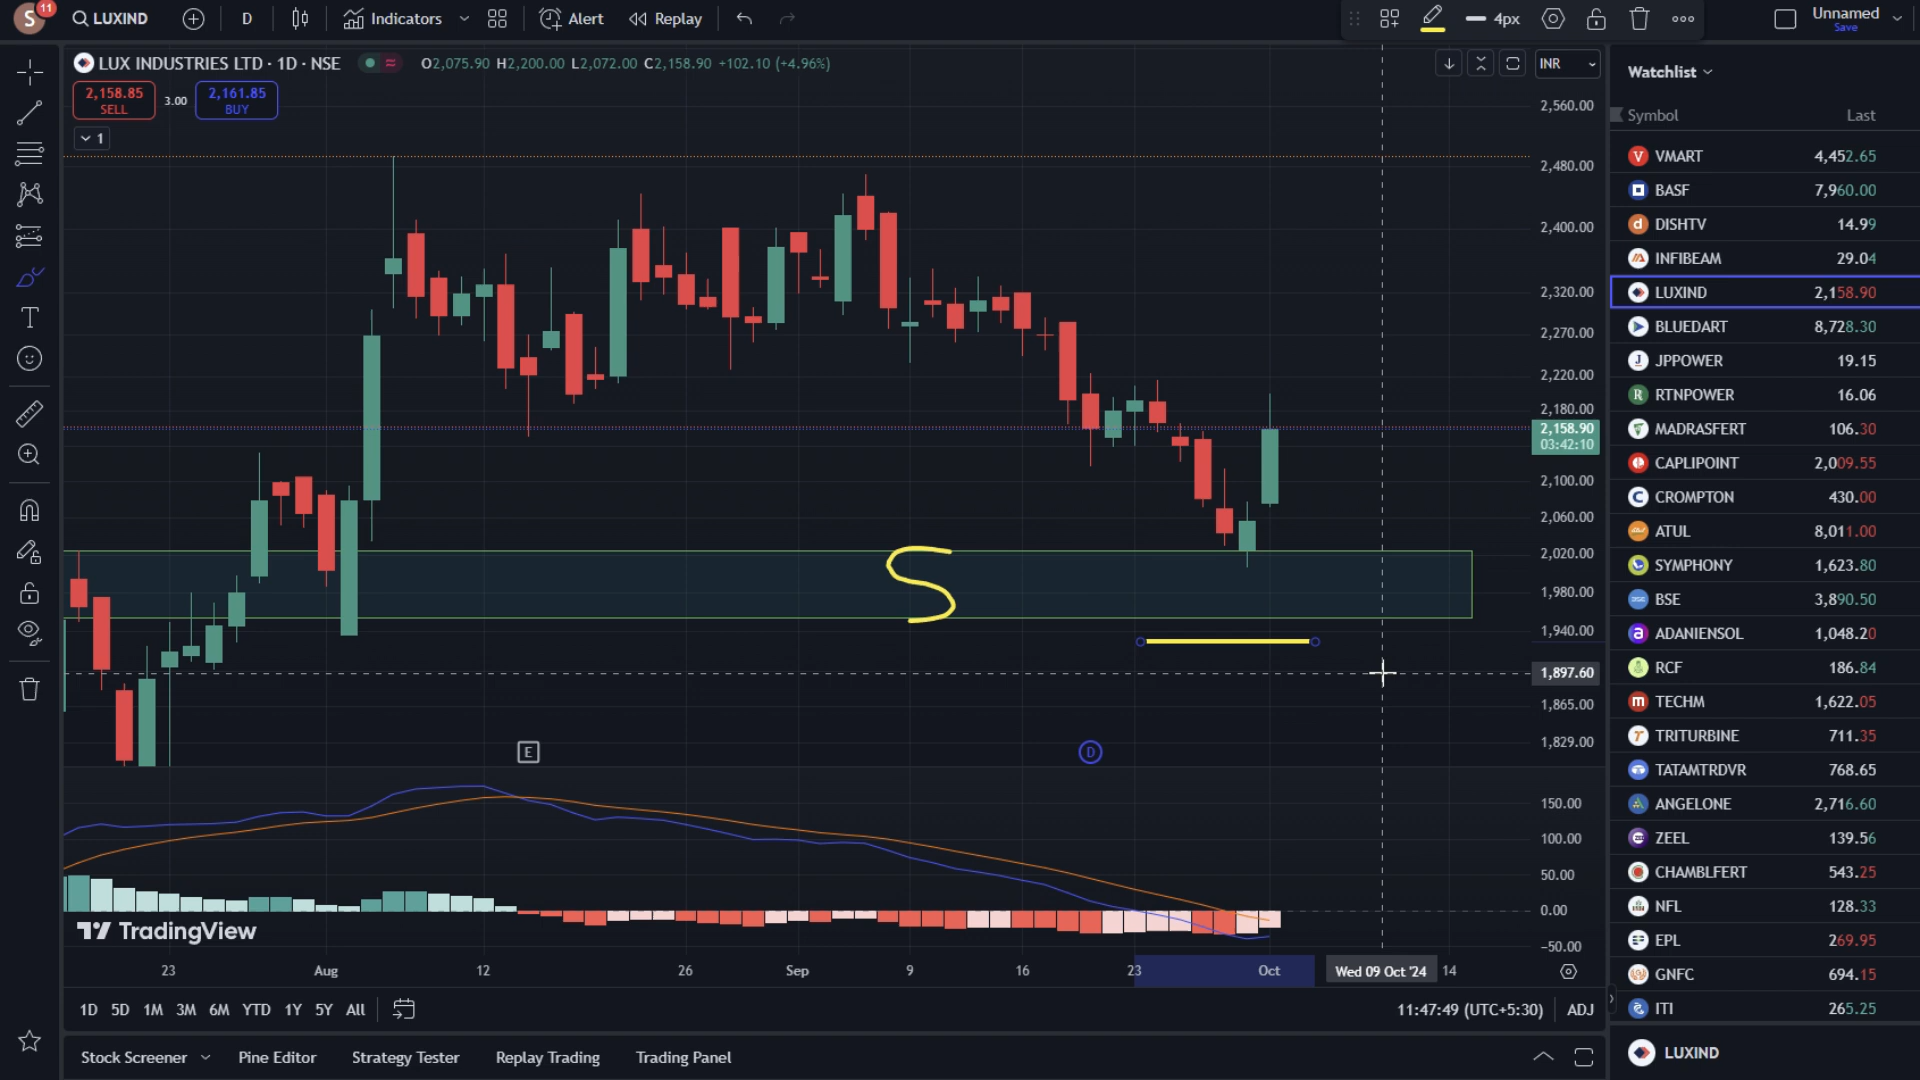 S 11 LUXIND D Indicators Alert Replay 4px Unnamed
Save
LUX INDUSTRIES LTD · 1D · NSE O2,075.90 H2,200.00 L2,072.00 C2,158.90 +102.10 (+4.96%) INR
2,158.85
SELL
3.00
2,161.85
BUY
1
2,560.00
2,480.00
2,400.00
2,320.00
2,270.00
2,220.00
2,180.00
2,158.90
03:42:10
2,100.00
2,060.00
2,020.00
1,980.00
1,940.00
1,897.60
1,865.00
1,829.00
S
E D
150.00
100.00
50.00
0.00
−50.00
TradingView
23 Aug 12 26 Sep 9 16 23 Oct Wed 09 Oct '24 14
1D 5D 1M 3M 6M YTD 1Y 5Y All 11:47:49 (UTC+5:30) ADJ
Stock Screener Pine Editor Strategy Tester Replay Trading Trading Panel
Watchlist
Symbol Last
VMART 4,452.65
BASF 7,960.00
DISHTV 14.99
INFIBEAM 29.04
LUXIND 2,158.90
BLUEDART 8,728.30
JPPOWER 19.15
RTNPOWER 16.06
MADRASFERT 106.30
CAPLIPOINT 2,009.55
CROMPTON 430.00
ATUL 8,011.00
SYMPHONY 1,623.80
BSE 3,890.50
ADANIENSOL 1,048.20
RCF 186.84
TECHM 1,622.05
TRITURBINE 711.35
TATAMTRDVR 768.65
ANGELONE 2,716.60
ZEEL 139.56
CHAMBLFERT 543.25
NFL 128.33
EPL 269.95
GNFC 694.15
ITI 265.25
LUXIND